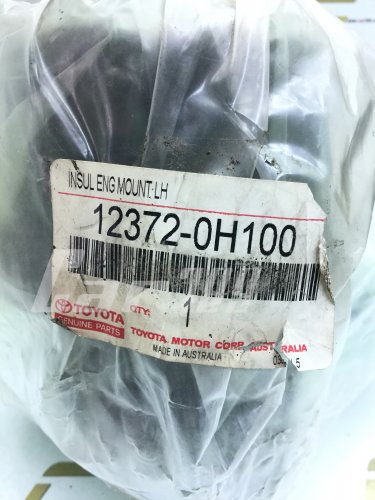 INSUL ENG MOUNT. LH
12372-0H100
TOYOTA
GENUINE PARTS
QTY:
1
TOYOTA MOTOR CORP. AUSTRALIA
MADE IN AUSTRALIA